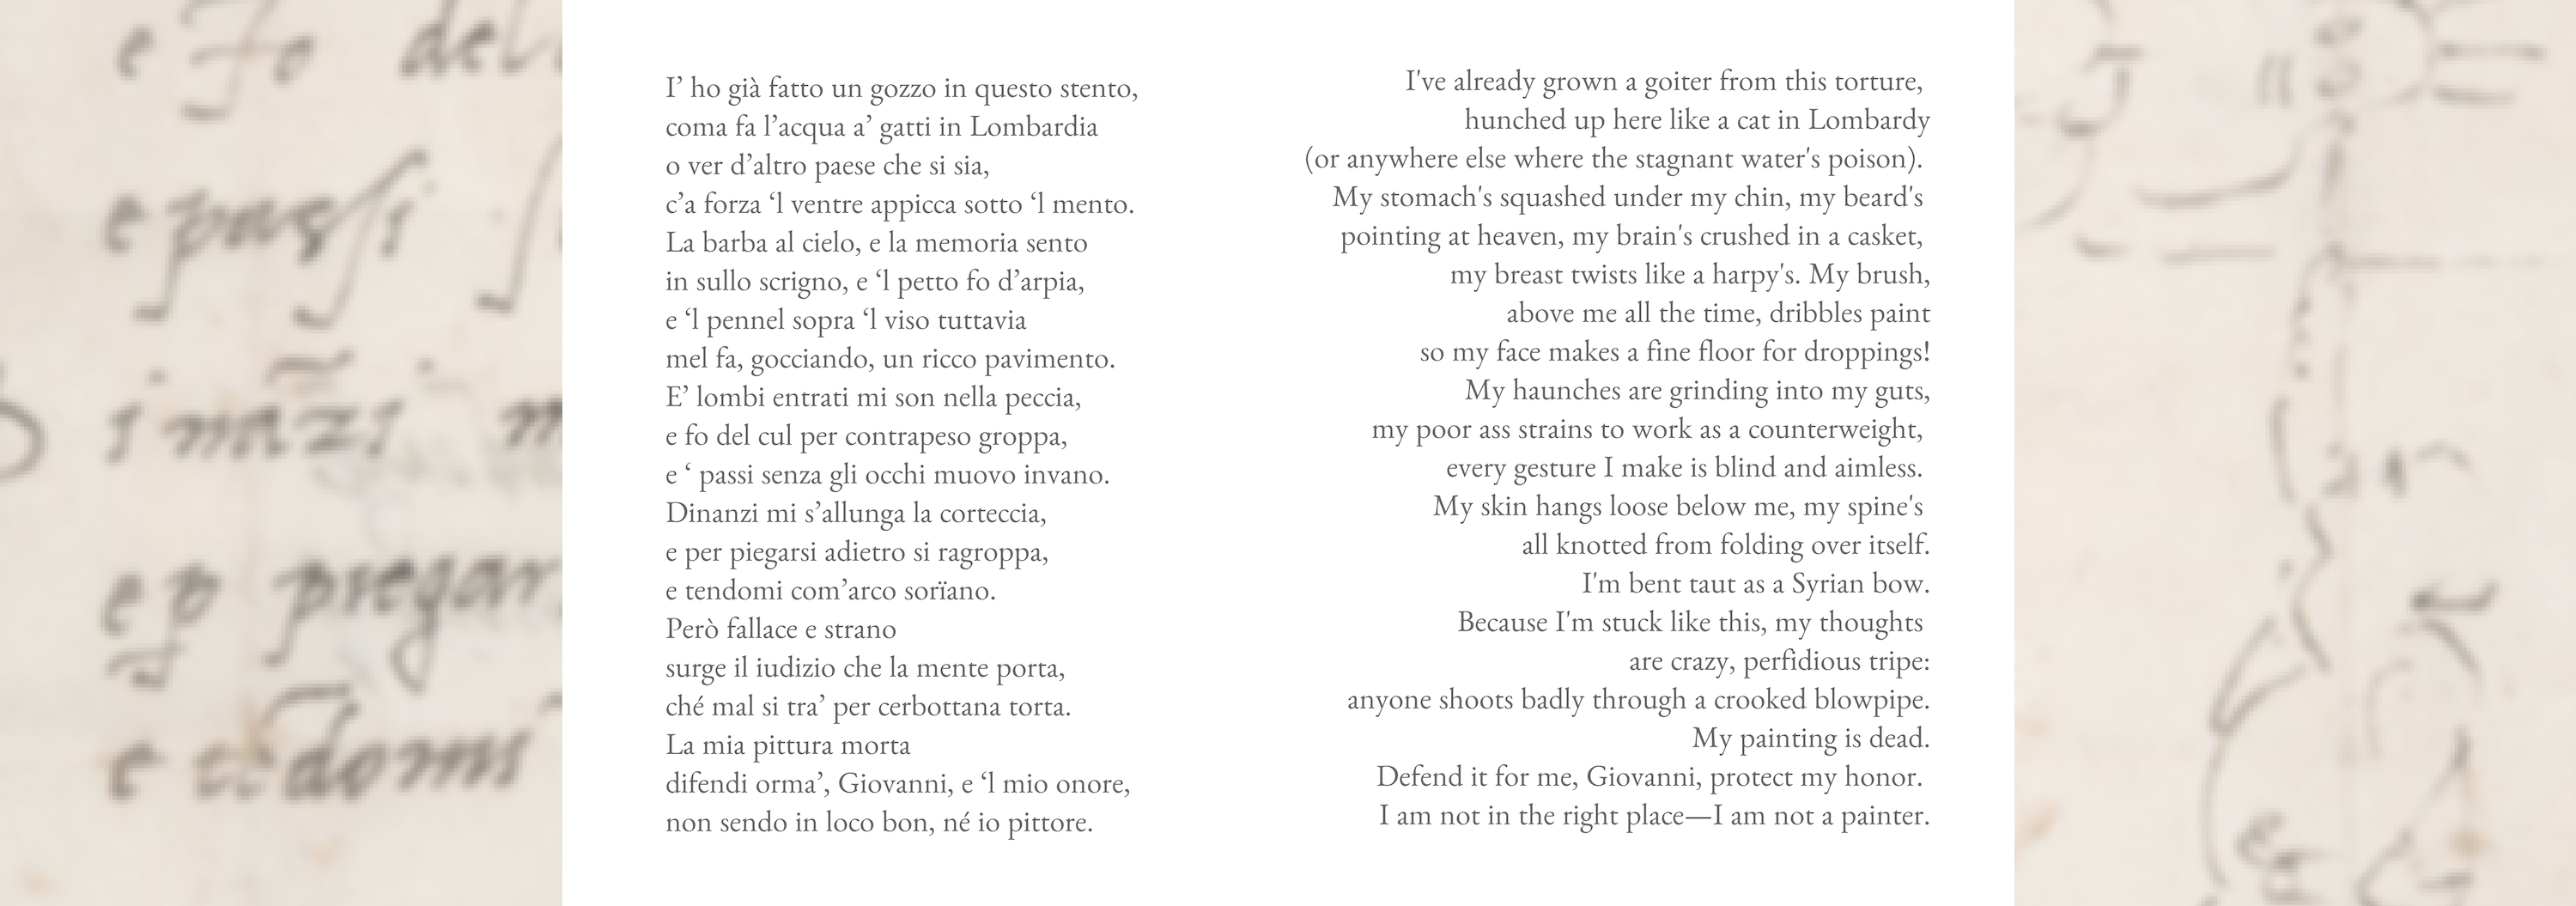 I’ ho già fatto un gozzo in questo stento,
coma fa l’acqua a’ gatti in Lombardia
o ver d’altro paese che si sia,
c’a forza ‘l ventre appicca sotto ‘l mento.
La barba al cielo, e la memoria sento
in sullo scrigno, e ‘l petto fo d’arpia,
e ‘l pennel sopra ‘l viso tuttavia
mel fa, gocciando, un ricco pavimento.
E’ lombi entrati mi son nella peccia,
e fo del cul per contrapeso groppa,
e ‘ passi senza gli occhi muovo invano.
Dinanzi mi s’allunga la corteccia,
e per piegarsi adietro si ragroppa,
e tendomi com’arco sorïano.
Però fallace e strano
surge il iudizio che la mente porta,
ché mal si tra’ per cerbottana torta.
La mia pittura morta
difendi orma’, Giovanni, e ‘l mio onore,
non sendo in loco bon, né io pittore.
I've already grown a goiter from this torture,
hunched up here like a cat in Lombardy
(or anywhere else where the stagnant water's poison).
My stomach's squashed under my chin, my beard's
pointing at heaven, my brain's crushed in a casket,
my breast twists like a harpy's. My brush,
above me all the time, dribbles paint
so my face makes a fine floor for droppings!
My haunches are grinding into my guts,
my poor ass strains to work as a counterweight,
every gesture I make is blind and aimless.
My skin hangs loose below me, my spine's
all knotted from folding over itself.
I'm bent taut as a Syrian bow.
Because I'm stuck like this, my thoughts
are crazy, perfidious tripe:
anyone shoots badly through a crooked blowpipe.
My painting is dead.
Defend it for me, Giovanni, protect my honor.
I am not in the right place—I am not a painter.
e fo del
e passi
e